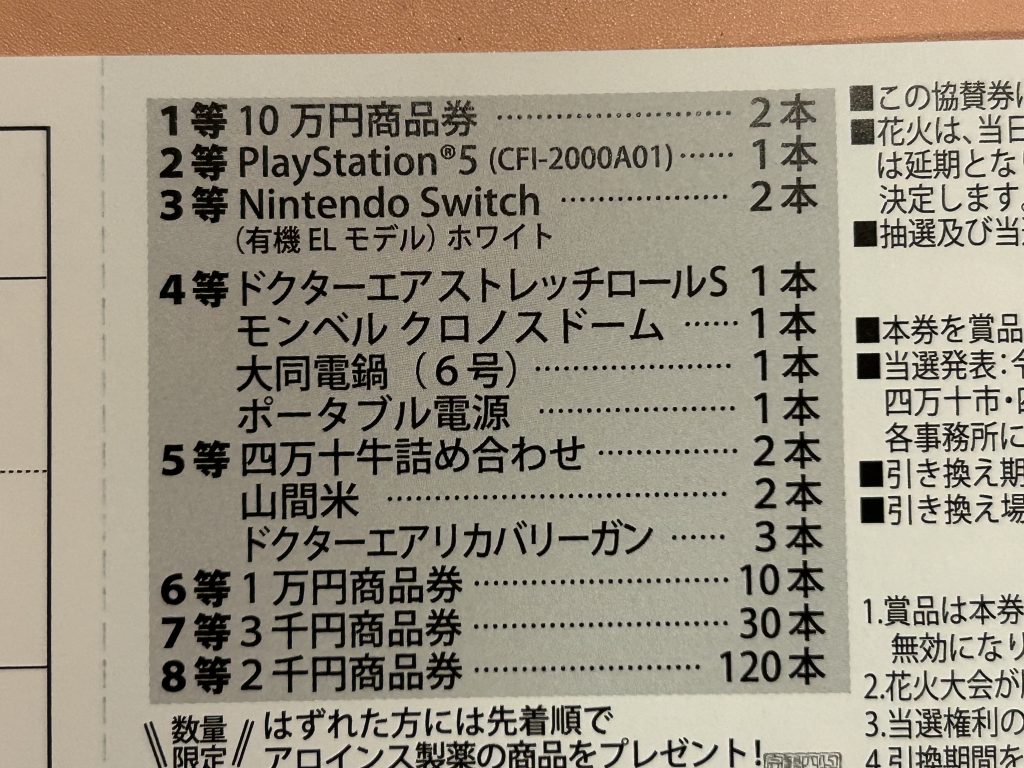 1等 10万円商品券 …………………… 2本
2等 PlayStation®5 (CFI-2000A01) …… 1本
3等 Nintendo Switch ……………… 2本
(有機ELモデル) ホワイト
4等 ドクターエアストレッチロールS 1本
モンベル クロノスドーム …… 1本
大同電鍋（6号）……………… 1本
ポータブル電源 ……………… 1本
5等 四万十牛詰め合わせ ………… 2本
山間米 ……………………………… 2本
ドクターエアリカバリーガン …… 3本
6等 1万円商品券 …………………… 10本
7等 3千円商品券 …………………… 30本
8等 2千円商品券 ………………… 120本
数量
限定
はずれた方には先着順で
アロインス製薬の商品をプレゼント!
■この協賛券
■花火は、当日
は延期とな
決定します。
■抽選及び当
■本券を賞品
■当選発表:
四万十市・
各事務所に
■引き換え期
■引き換え場
1.賞品は本券
無効にな
2.花火大会が
3.当選権利の
4.引換期間を